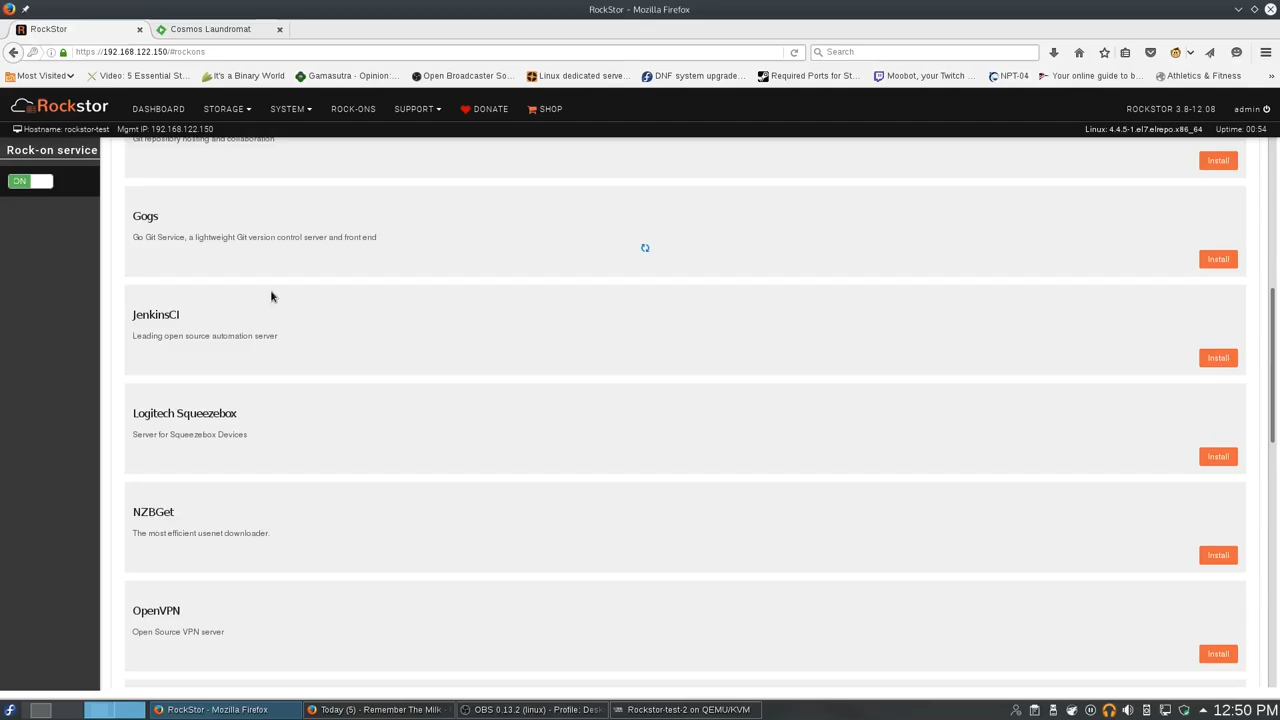 RockStor - Mozilla Firefox
RockStor
Cosmos Laundromat
https://192.168.122.150/#rockons
Search
Most Visited
Video: 5 Essential St...
It's a Binary World
Gamasutra - Opinion:...
Open Broadcaster So...
Linux dedicated serve...
DNF system upgrade...
Required Ports for St...
Moobot, your Twitch ...
NPT-04
Your online guide to b...
Athletics & Fitness
Rockstor
DASHBOARD
STORAGE
SYSTEM
ROCK-ONS
SUPPORT
DONATE
SHOP
ROCKSTOR 3.8-12.08
admin
Hostname: rockstor-test Mgmt IP: 192.168.122.150
Linux: 4.4.5-1.el7.elrepo.x86_64
Uptime: 00:54
Rock-on service
ON
Git repository hosting and collaboration
Install
Gogs
Go Git Service, a lightweight Git version control server and front end
Install
JenkinsCI
Leading open source automation server
Install
Logitech Squeezebox
Server for Squeezebox Devices
Install
NZBGet
The most efficient usenet downloader.
Install
OpenVPN
Open Source VPN server
Install
RockStor - Mozilla Firefox
Today (5) - Remember The Milk -
OBS 0.13.2 (linux) - Profile: Desk
Rockstor-test-2 on QEMU/KVM
12:50 PM